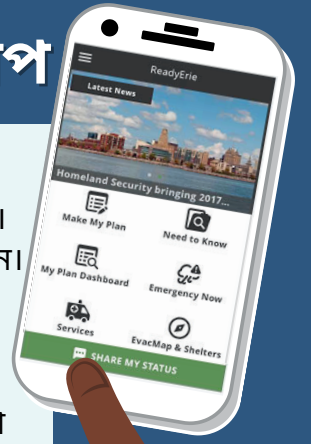 ReadyErie
Latest News
Homeland Security bringing 2017...
Make My Plan
Need to Know
My Plan Dashboard
Emergency Now
Services
EvacMap & Shelters
SHARE MY STATUS